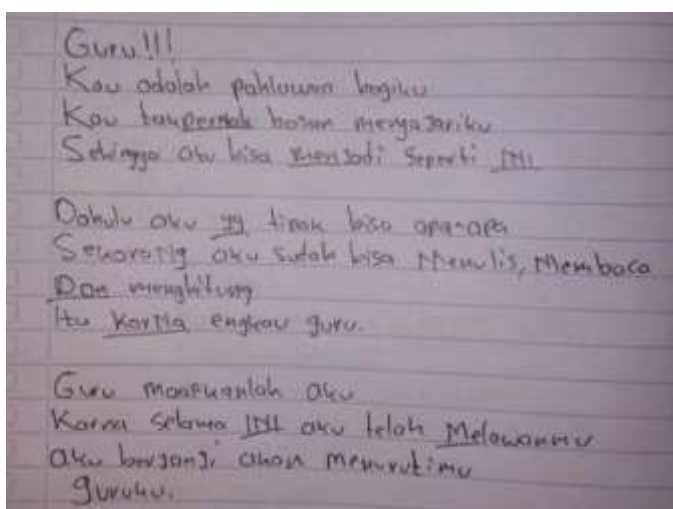 Guru!!!
Kau adalah pahlawan bagiku
Kau takpernah bosan mengajariku
Sehingga aku bisa menjadi seperti INI
Dahulu aku yg tidak bisa apa-apa
Sekarang aku sudah bisa Menulis, Membaca
Dan menghitung
Itu Karna engkau guru.
Guru maafkanlah aku
Karna selama INI aku telah Melawanmu
aku berjanji akan menurutimu
guruku.